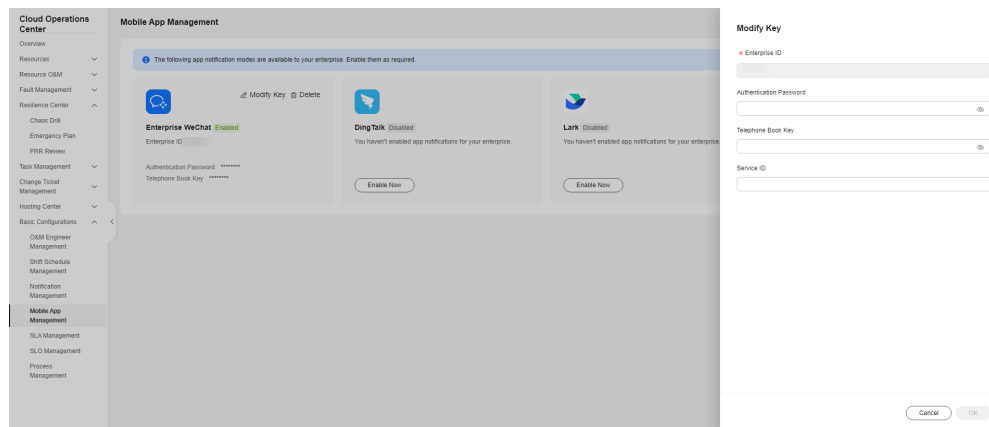 Cloud Operations
Center
Overview
Resources
Resource O&M
Fault Management
Resilience Center
Chaos Drill
Emergency Plan
PRR Review
Task Management
Change Ticket
Management
Hosting Center
Basic Configurations
O&M Engineer
Management
Shift Schedule
Management
Notification
Management
Mobile App
Management
SLA Management
SLO Management
Process
Management
Mobile App Management
The following app notification modes are available to your enterprise. Enable them as required.
Modify Key Delete
Enterprise WeChat Enabled
Enterprise ID
Authentication Password ********
Telephone Book Key ********
DingTalk Disabled
You haven't enabled app notifications for your enterprise.
Enable Now
Lark Disabled
You haven't enabled app notifications for your enterprise
Enable Now
Modify Key
* Enterprise ID
Authentication Password
Telephone Book Key
Service ID
Cancel OK